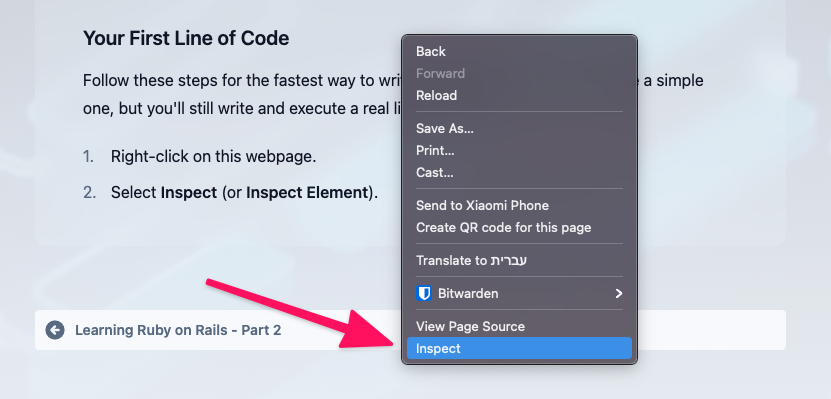 Your First Line of Code
Follow these steps for the fastest way to wri
e a simple
one, but you'll still write and execute a real li
1. Right-click on this webpage.
2. Select Inspect (or Inspect Element).
Learning Ruby on Rails - Part 2
Back
Forward
Reload
Save As...
Print...
Cast...
Send to Xiaomi Phone
Create QR code for this page
Translate to עברית
Bitwarden
View Page Source
Inspect